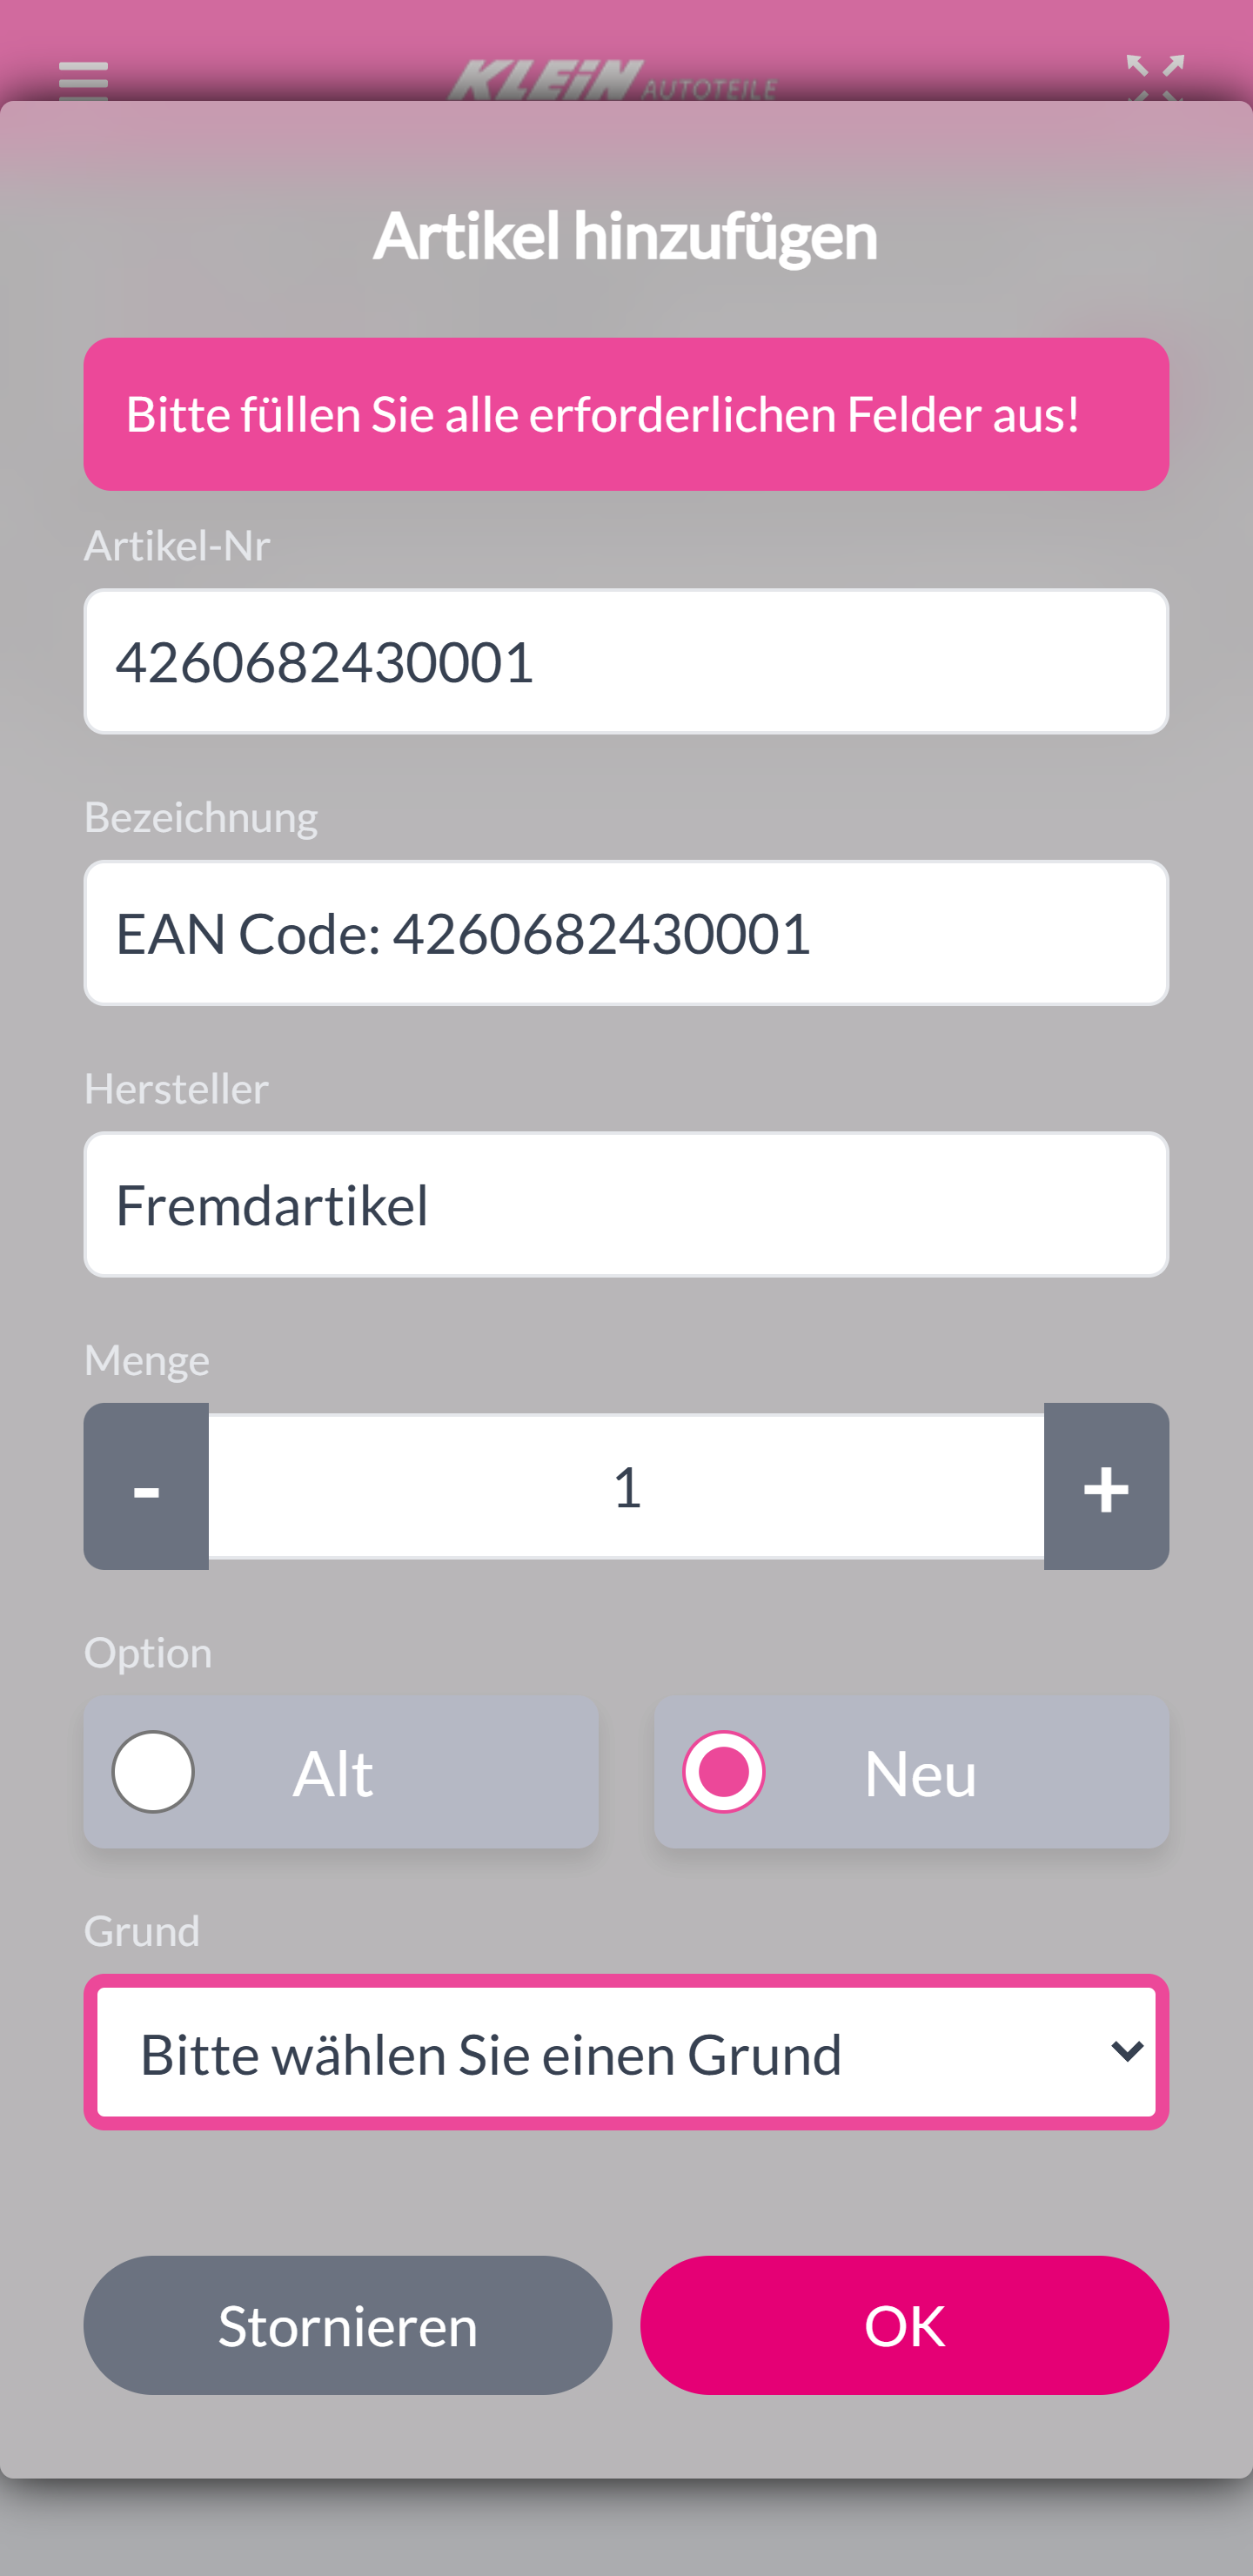 KLEiN AUTOTEILE
Artikel hinzufügen
Bitte füllen Sie alle erforderlichen Felder aus!
Artikel-Nr
4260682430001
Bezeichnung
EAN Code: 4260682430001
Hersteller
Fremdartikel
Menge
- 1 +
Option
Alt Neu
Grund
Bitte wählen Sie einen Grund
Stornieren OK